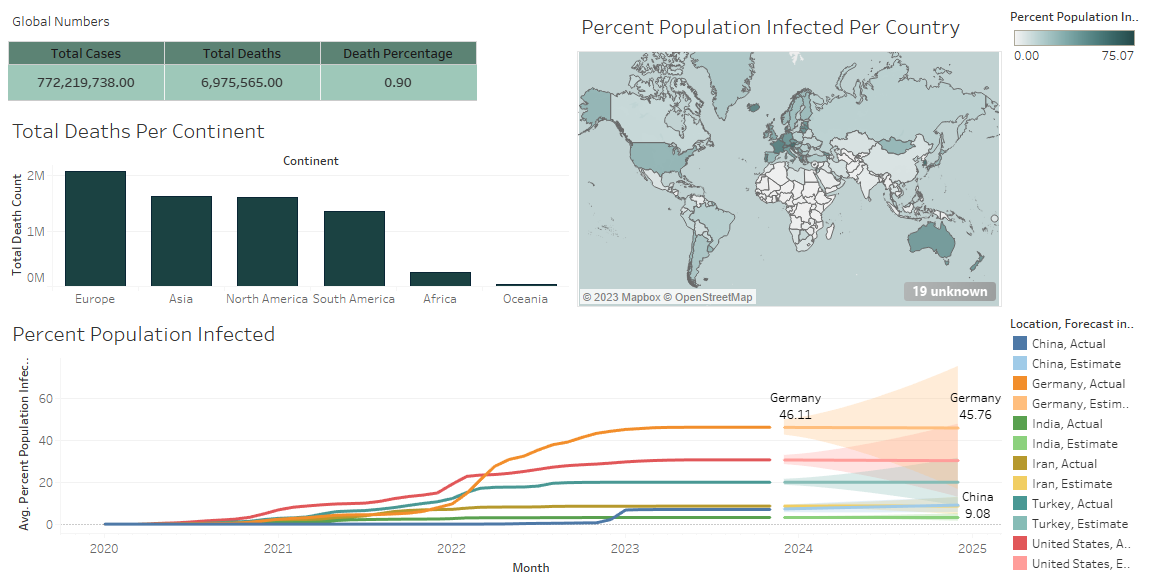 Global Numbers
Total Cases Total Deaths Death Percentage
772,219,738.00 6,975,565.00 0.90
Total Deaths Per Continent
Continent
Total Death Count
2M
1M
0M
Europe Asia North America South America Africa Oceania
Percent Population Infected Per Country
© 2023 Mapbox © OpenStreetMap
19 unknown
Percent Population In..
0.00 75.07
Percent Population Infected
Avg. Percent Population Infec..
60
40
20
0
Germany
46.11
Germany
45.76
China
9.08
2020 2021 2022 2023 2024 2025
Month
Location, Forecast in..
China, Actual
China, Estimate
Germany, Actual
Germany, Estim..
India, Actual
India, Estimate
Iran, Actual
Iran, Estimate
Turkey, Actual
Turkey, Estimate
United States, A..
United States, E..